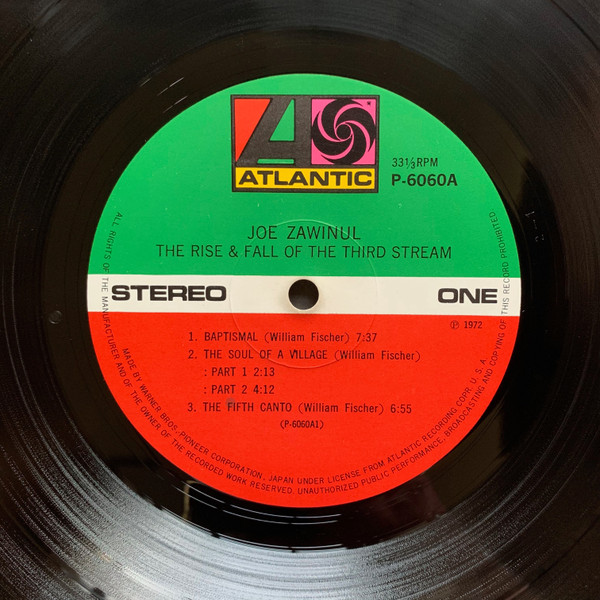 ATLANTIC
33 1/3 RPM
P-6060A
JOE ZAWINUL
THE RISE & FALL OF THE THIRD STREAM
STEREO
ONE
℗ 1972
1. BAPTISMAL (William Fischer) 7:37
2. THE SOUL OF A VILLAGE (William Fischer)
: PART 1 2:13
: PART 2 4:12
3. THE FIFTH CANTO (William Fischer) 6:55
(P-6060A1)
MADE BY WARNER BROS. PIONEER CORPORATION, JAPAN UNDER LICENSE FROM ATLANTIC RECORDING CORP. U.S.A.
ALL RIGHTS OF THE MANUFACTURER AND OF THE OWNER OF THE RECORDED WORK RESERVED. UNAUTHORIZED PUBLIC PERFORMANCE, BROADCASTING AND COPYING OF THIS RECORD PROHIBITED.